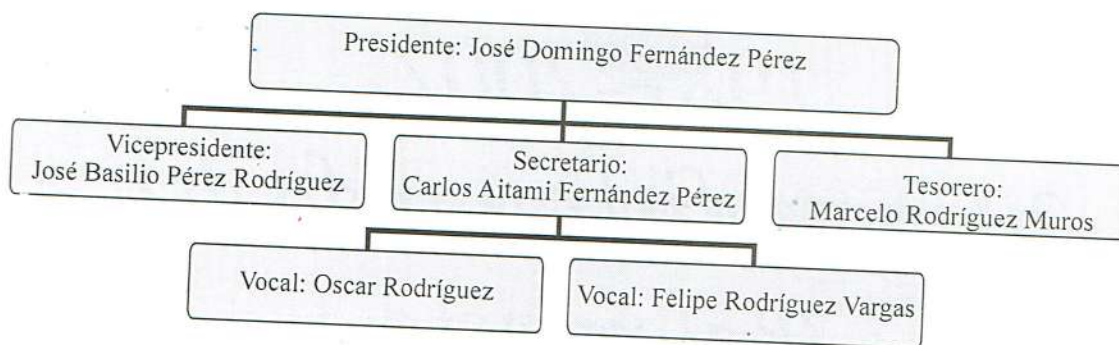 Presidente: José Domingo Fernández Pérez
Vicepresidente:
José Basilio Pérez Rodríguez
Secretario:
Carlos Aitami Fernández Pérez
Tesorero:
Marcelo Rodríguez Muros
Vocal: Oscar Rodríguez
Vocal: Felipe Rodríguez Vargas